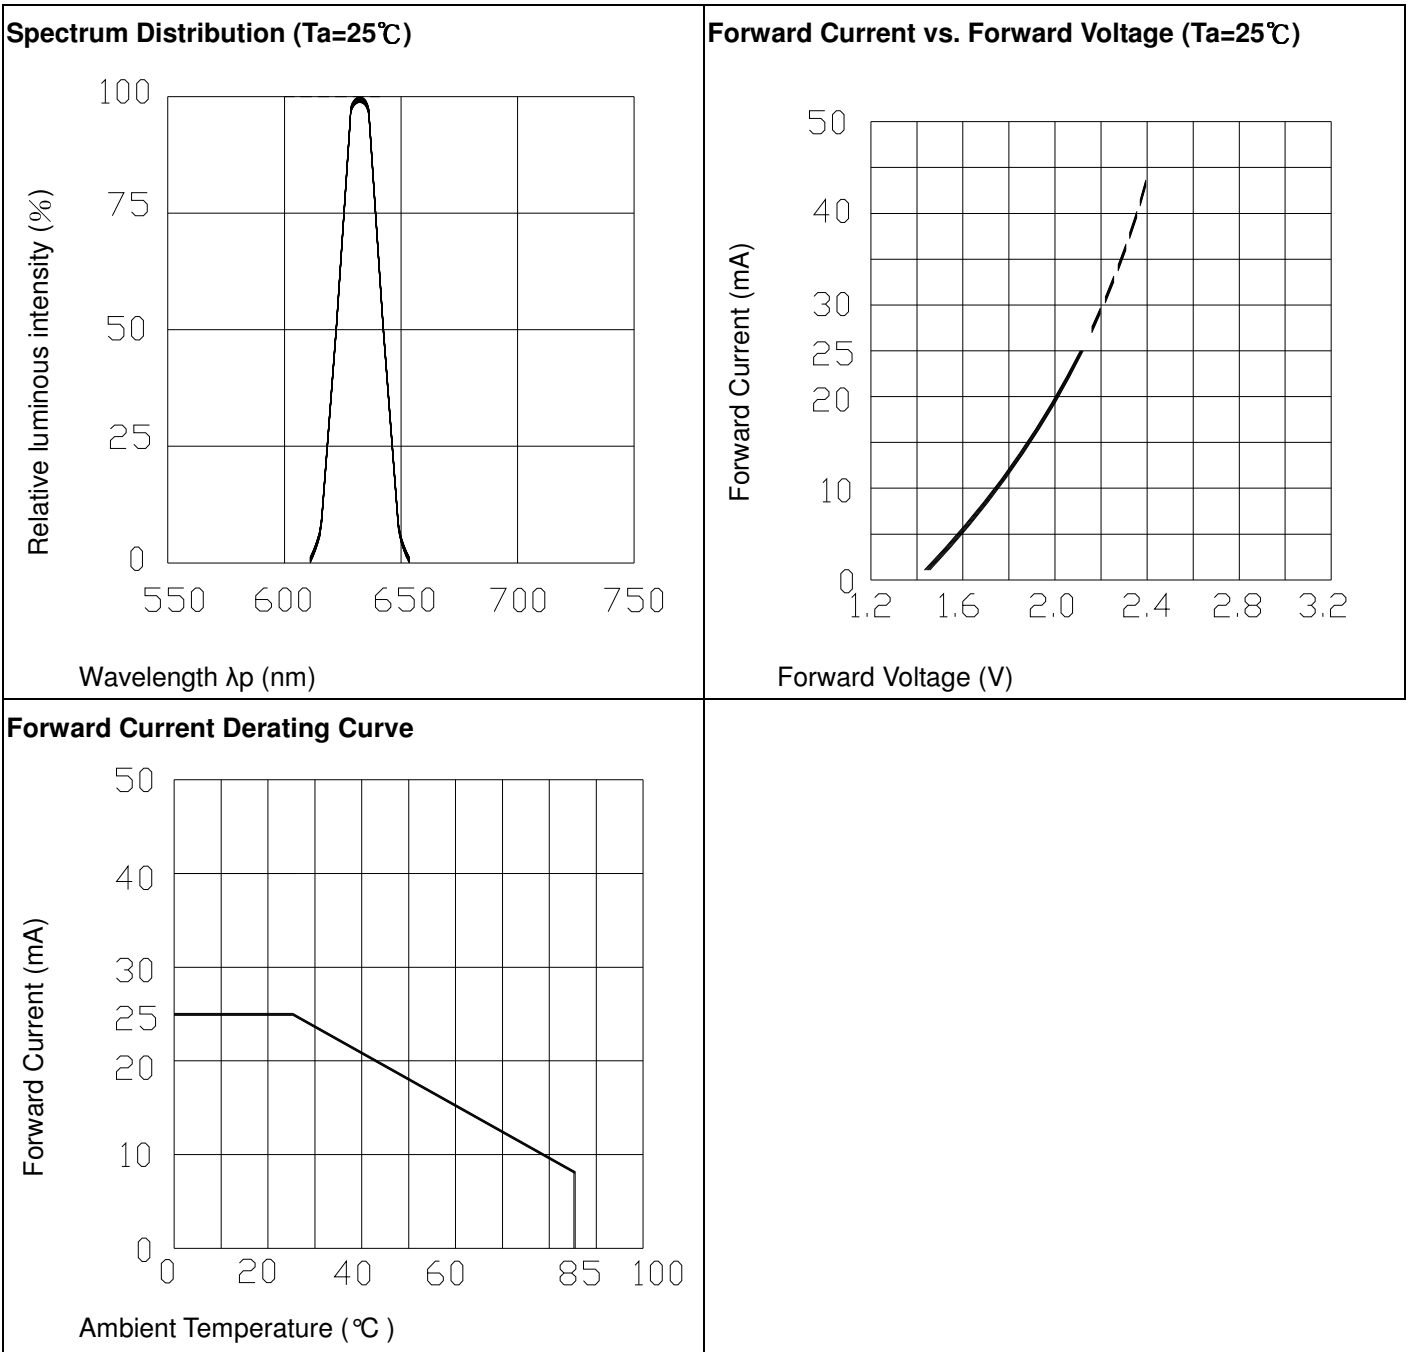 Spectrum Distribution (Ta=25℃)
100
75
50
25
0
550 600 650 700 750
Relative luminous intensity (%)
Wavelength λp (nm)
Forward Current vs. Forward Voltage (Ta=25℃)
50
40
30
25
20
10
0
1.2 1.6 2.0 2.4 2.8 3.2
Forward Current (mA)
Forward Voltage (V)
Forward Current Derating Curve
50
40
30
25
20
10
0
0 20 40 60 85 100
Forward Current (mA)
Ambient Temperature ( ℃ )